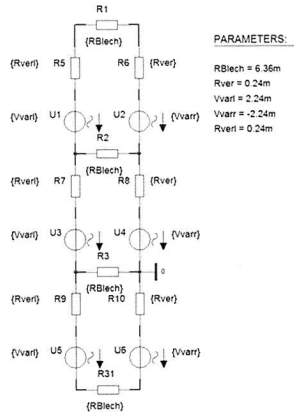 R1
{RBlech}
PARAMETERS:
{Rverl} R5 R6 {Rver}
RBlech = 6.36m
Rver = 0.24m
Vvarl = 2.24m
Vvarr = -2.24m
Rverl = 0.24m
{Vvarl} U1 U2 {Vvarr}
R2
{RBlech}
{Rverl} R7 R8 {Rver}
{Vvarl} U3 U4 {Vvarr}
R3
0
{RBlech}
{Rverl} R9 R10 {Rver}
{Vvarl} U5 U6 {Vvarr}
R31
{RBlech}